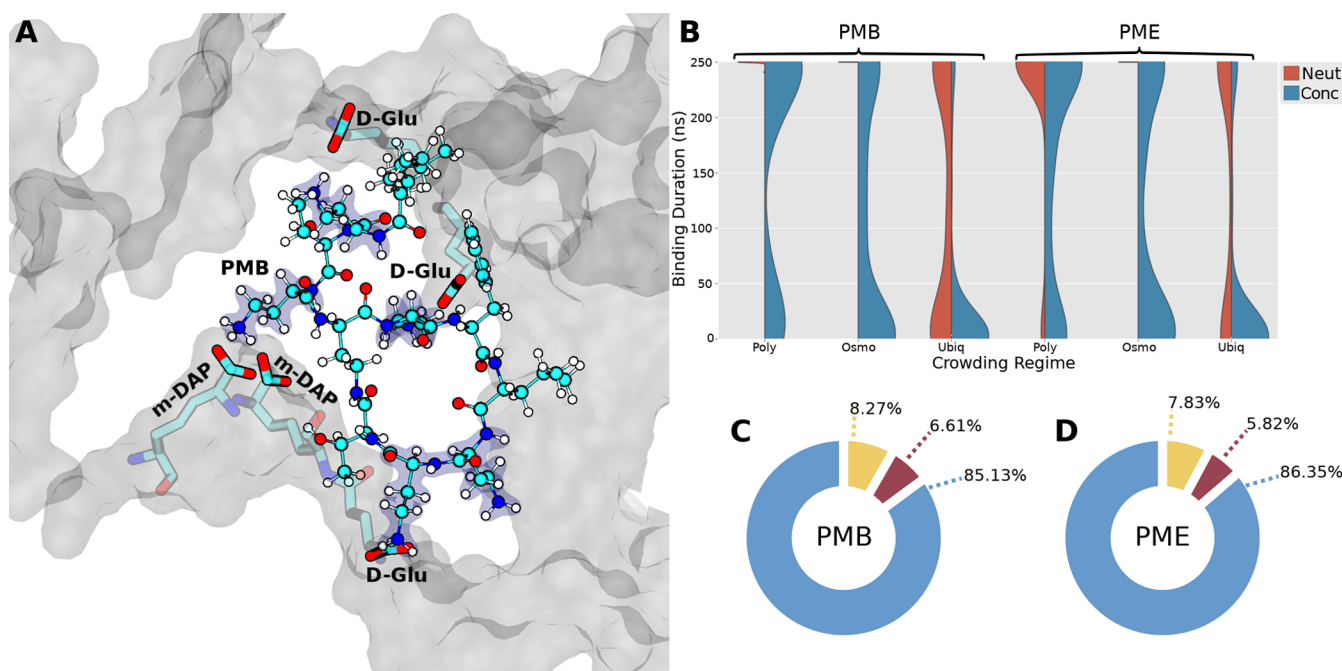 A
D-Glu
PMB
D-Glu
m-DAP
m-DAP
D-Glu
B
PMB
PME
Neut
Conc
Binding Duration (ns)
250
200
150
100
50
0
Poly
Osmo
Ubiq
Poly
Osmo
Ubiq
Crowding Regime
C
8.27%
6.61%
85.13%
PMB
D
7.83%
5.82%
86.35%
PME